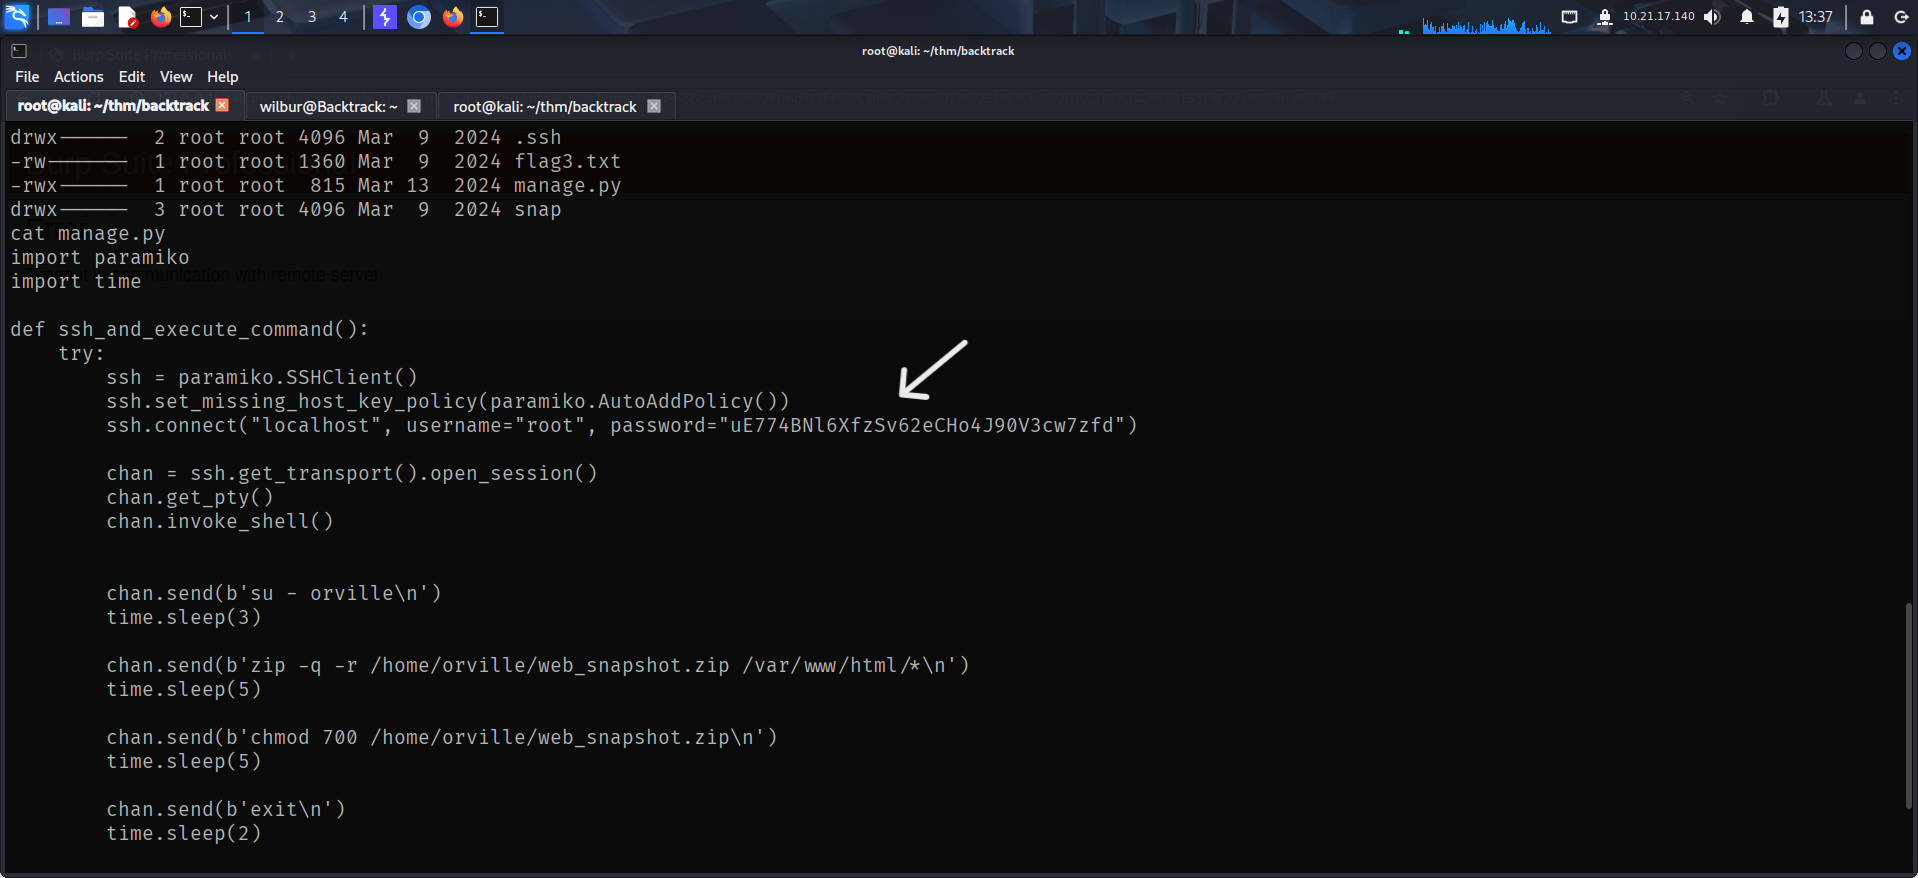 1 2 3 4 10.21.17.140 13:37
root@kali: ~/thm/backtrack
File Actions Edit View Help
root@kali: ~/thm/backtrack wilbur@Backtrack: ~ root@kali: ~/thm/backtrack
drwx------ 2 root root 4096 Mar 9 2024 .ssh
-rw------- 1 root root 1360 Mar 9 2024 flag3.txt
-rwx------ 1 root root 815 Mar 13 2024 manage.py
drwx------ 3 root root 4096 Mar 9 2024 snap
cat manage.py
import paramiko
import time
def ssh_and_execute_command():
try:
ssh = paramiko.SSHClient()
ssh.set_missing_host_key_policy(paramiko.AutoAddPolicy())
ssh.connect("localhost", username="root", password="uE774BNl6XfzSv62eCHo4J90V3cw7zfd")
chan = ssh.get_transport().open_session()
chan.get_pty()
chan.invoke_shell()
chan.send(b'su - orville\n')
time.sleep(3)
chan.send(b'zip -q -r /home/orville/web_snapshot.zip /var/www/html/*\n')
time.sleep(5)
chan.send(b'chmod 700 /home/orville/web_snapshot.zip\n')
time.sleep(5)
chan.send(b'exit\n')
time.sleep(2)